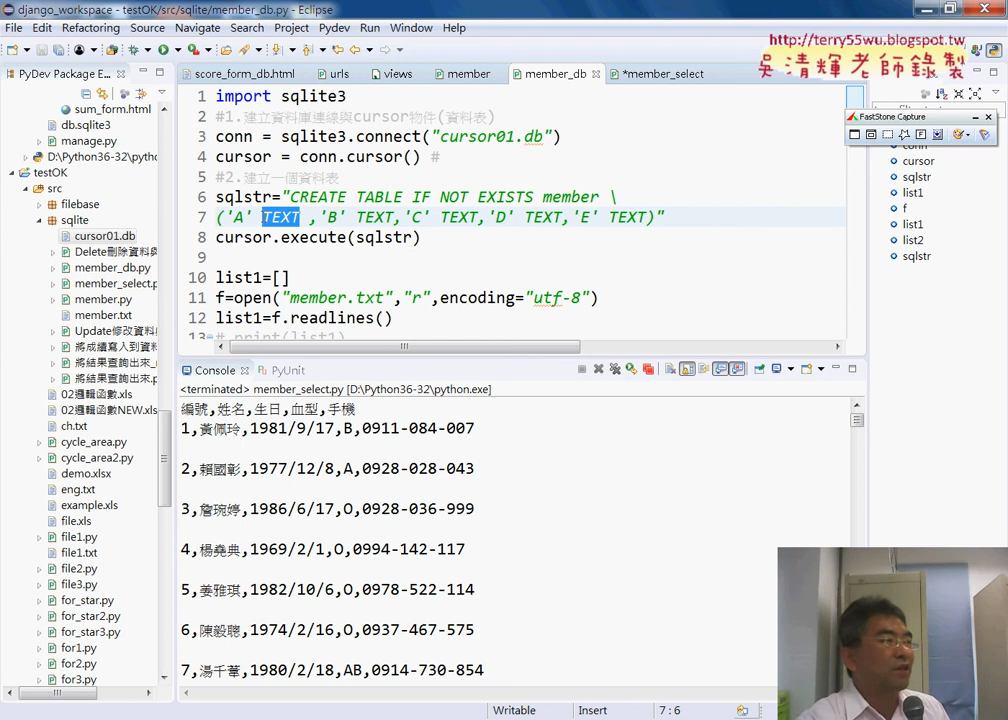 django_workspace - testOK/src/sqlite/member_db.py - Eclipse
File Edit Refactoring Source Navigate Search Project Pydev Run Window Help
http://terry55wu.blogspot.tw
吳清輝老師錄製
PyDev Package E...
score_form_db.html
urls
views
member
member_db
*member_select
FastStone Capture
sum_form.html
db.sqlite3
manage.py
D:\Python36-32\pythc
testOK
src
filebase
sqlite
cursor01.db
Delete刪除資料與
member_db.py
member_select.p
member.py
member.txt
Update修改資料
將成績寫入到資料
將結果查詢出來_
將結果查詢出來.p
02邏輯函數.xls
02邏輯函數NEW.xls
ch.txt
cycle_area.py
cycle_area2.py
demo.xlsx
eng.txt
example.xls
file.xls
file1.py
file1.txt
file2.py
file3.py
for_star.py
for_star2.py
for_star3.py
for1.py
for2.py
for3.py
1 import sqlite3
2 #1.建立資料庫連線與cursor物件(資料表)
3 conn = sqlite3.connect("cursor01.db")
4 cursor = conn.cursor() #
5 #2.建立一個資料表
6 sqlstr="CREATE TABLE IF NOT EXISTS member \
7 ('A' TEXT ,'B' TEXT,'C' TEXT,'D' TEXT,'E' TEXT)"
8 cursor.execute(sqlstr)
9
10 list1=[]
11 f=open("member.txt","r",encoding="utf-8")
12 list1=f.readlines()
13 # print(list1)
conn
cursor
sqlstr
list1
f
list1
list2
sqlstr
Console
PyUnit
<terminated> member_select.py [D:\Python36-32\python.exe]
編號,姓名,生日,血型,手機
1,黃佩玲,1981/9/17,B,0911-084-007
2,賴國彰,1977/12/8,A,0928-028-043
3,詹琬婷,1986/6/17,O,0928-036-999
4,楊堯典,1969/2/1,O,0994-142-117
5,姜雅琪,1982/10/6,O,0978-522-114
6,陳毅聰,1974/2/16,O,0937-467-575
7,湯千葦,1980/2/18,AB,0914-730-854
Writable
Insert
7 : 6